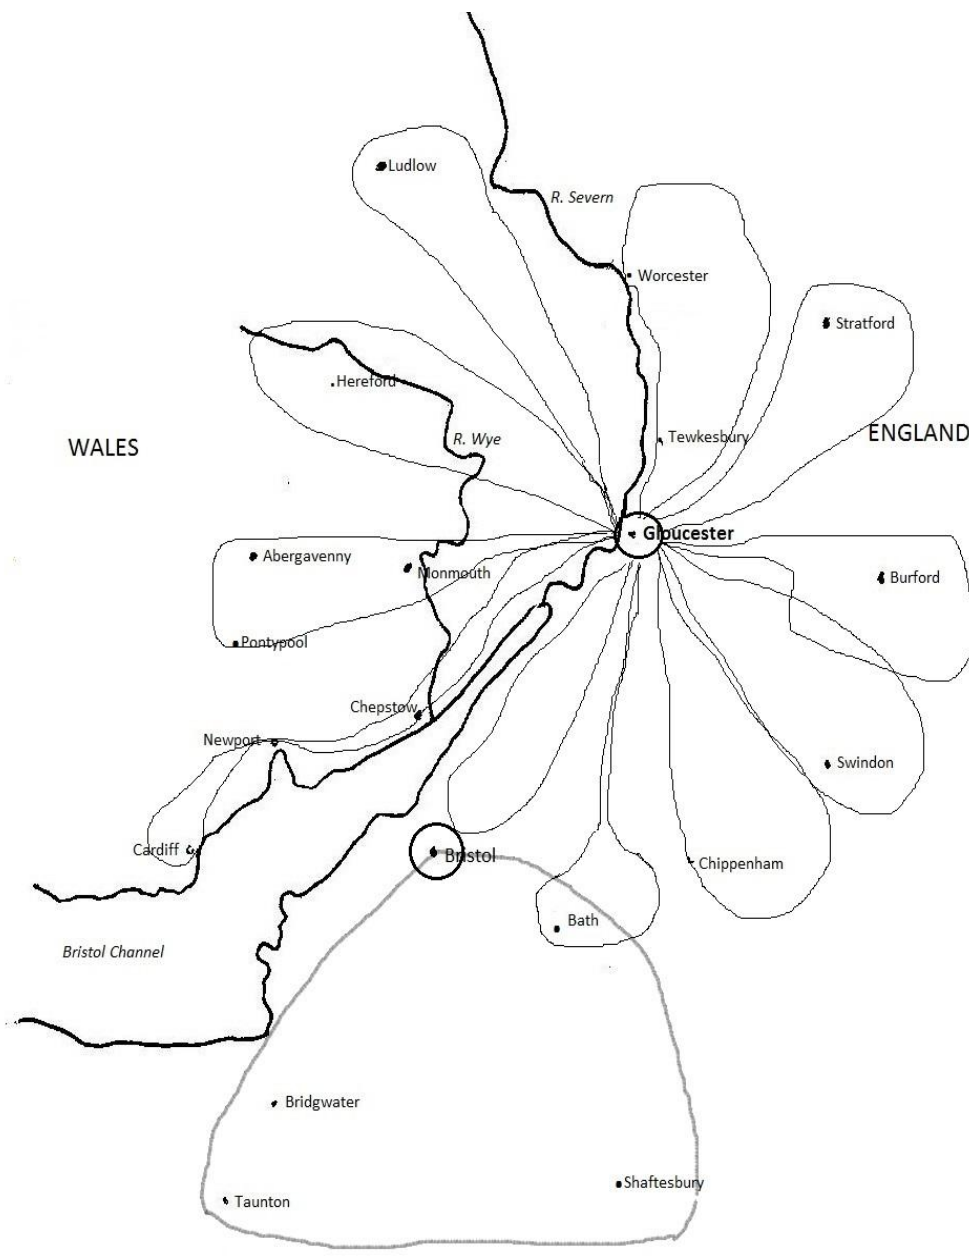 Ludlow
R. Severn
Worcester
Stratford
Hereford
WALES
R. Wye
Tewkesbury
ENGLAND
Gloucester
Abergavenny
Monmouth
Burford
Pontypool
Chepstow
Newport
Swindon
Cardiff
Bristol
Chippenham
Bath
Bristol Channel
Bridgwater
Shaftesbury
Taunton